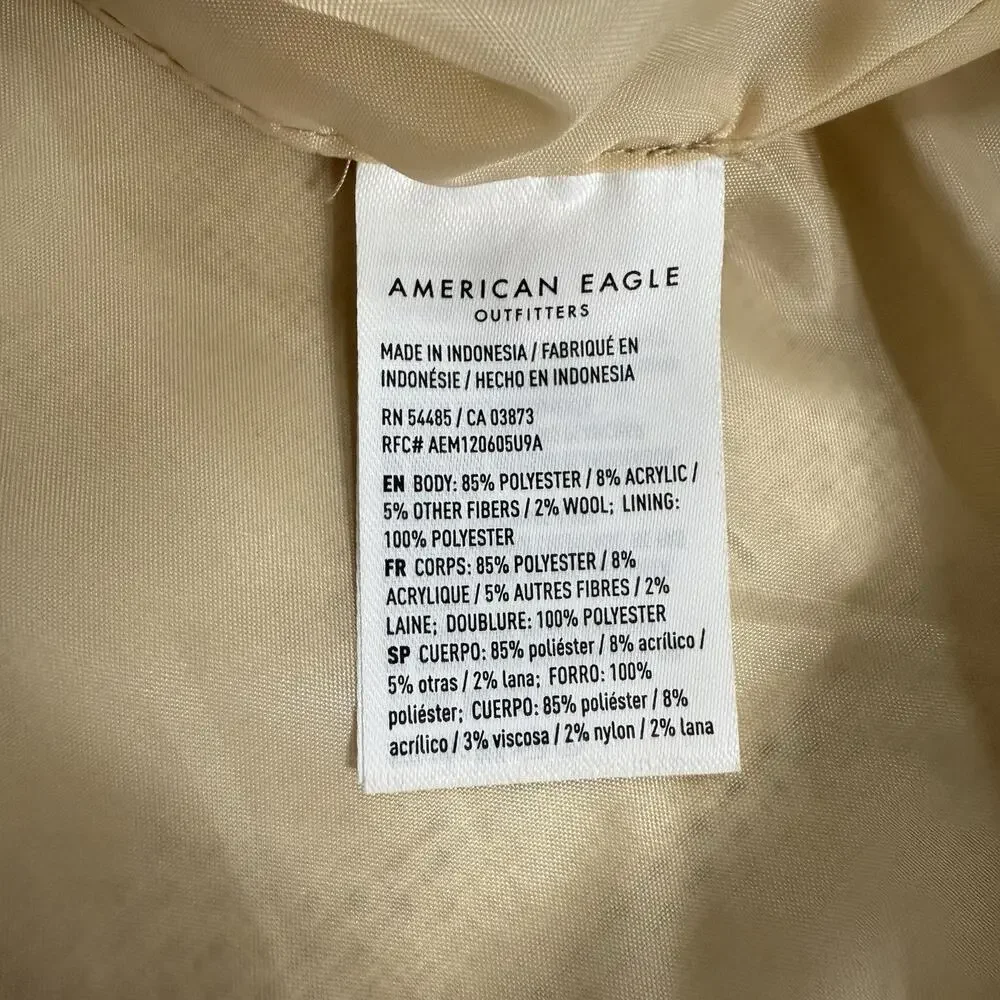 AMERICAN EAGLE
OUTFITTERS
MADE IN INDONESIA / FABRIQUÉ EN
INDONÉSIE / HECHO EN INDONESIA
RN 54485 / CA 03873
RFC# AEM120605U9A
EN BODY: 85% POLYESTER / 8% ACRYLIC /
5% OTHER FIBERS / 2% WOOL; LINING:
100% POLYESTER
FR CORPS: 85% POLYESTER / 8%
ACRYLIQUE / 5% AUTRES FIBRES / 2%
LAINE; DOUBLURE: 100% POLYESTER
SP CUERPO: 85% poliéster / 8% acrílico /
5% otras / 2% lana; FORRO: 100%
poliéster; CUERPO: 85% poliéster / 8%
acrílico / 3% viscosa / 2% nylon / 2% lana